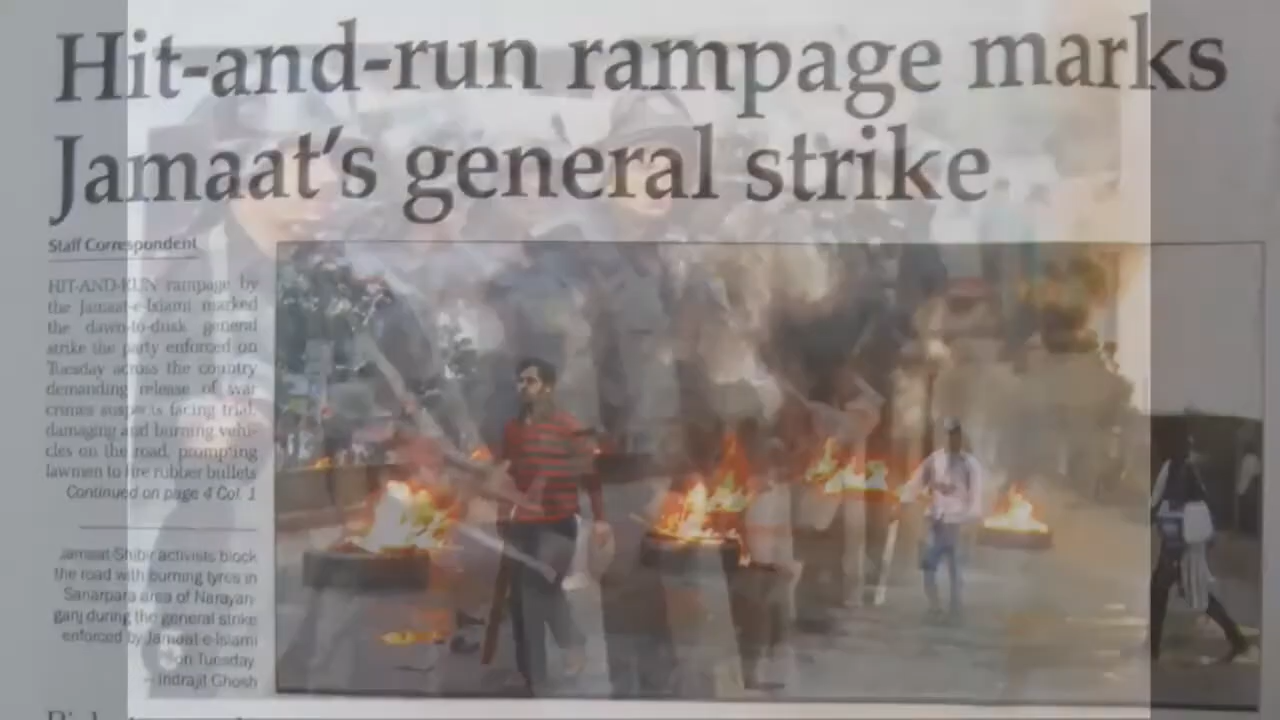 Hit-and-run rampage marks
Jamaat's general strike
Staff Correspondent
HIT-AND-RUN rampage by
the Jamaat-e-Islami marked
the dawn-to-dusk general
strike the party enforced on
Tuesday across the country
demanding release of war
crimes suspects facing trial,
damaging and burning vehi-
cles on the road, prompting
lawmen to fire rubber bullets
Continued on page 4 Col. 1
Jamaat-Shibir activists block
the road with burning tyres in
Sanarpara area of Narayan-
ganj during the general strike
enforced by Jamaat-e-Islami
on Tuesday.
— Indrajit Ghosh